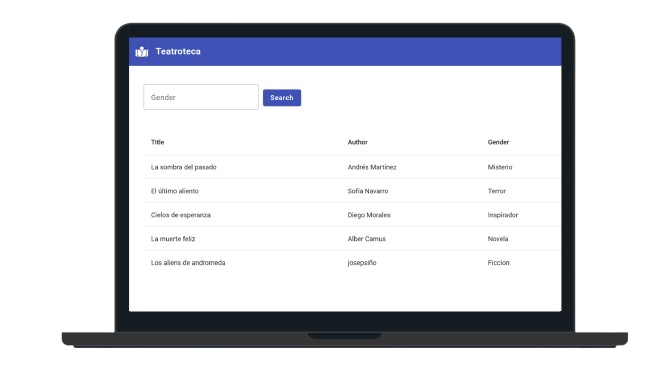 Teatroteca
Gender Search
Title Author Gender
La sombra del pasado Andrés Martínez Misterio
El último aliento Sofía Navarro Terror
Cielos de esperanza Diego Morales Inspirador
La muerte feliz Alber Camus Novela
Los aliens de andromeda josepsiño Ficcion